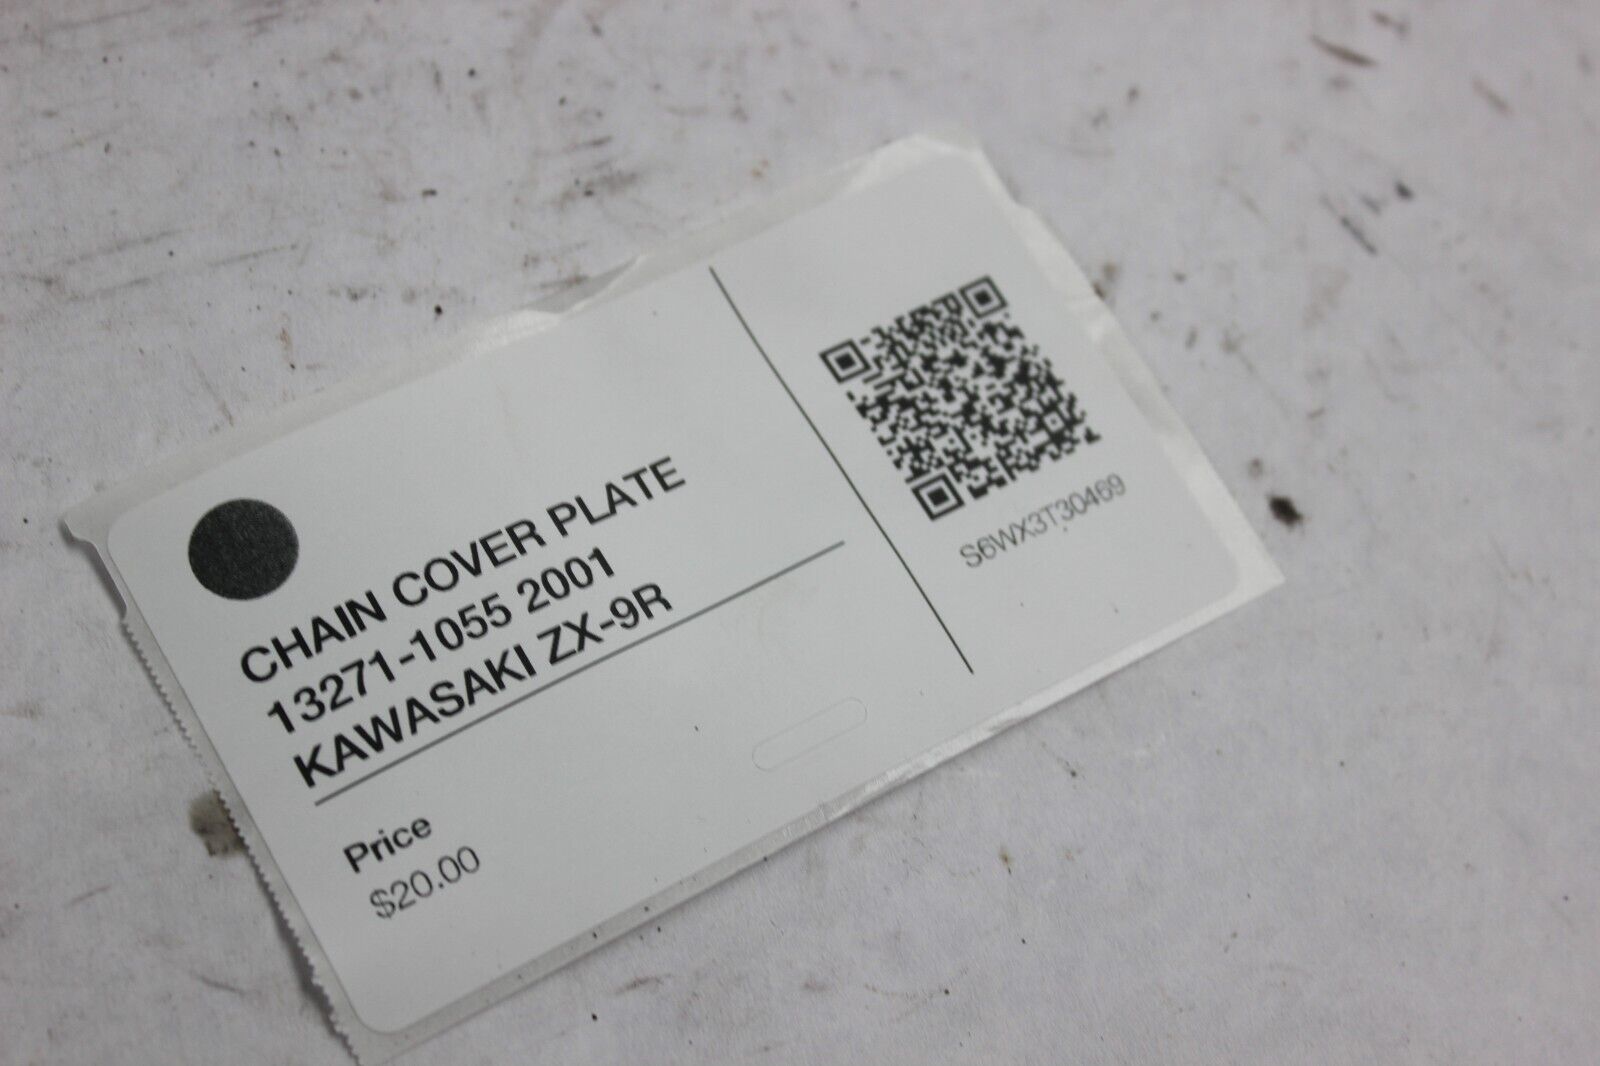 CHAIN COVER PLATE
13271-1055 2001
KAWASAKI ZX-9R
Price
$20.00
S6WX3T30469